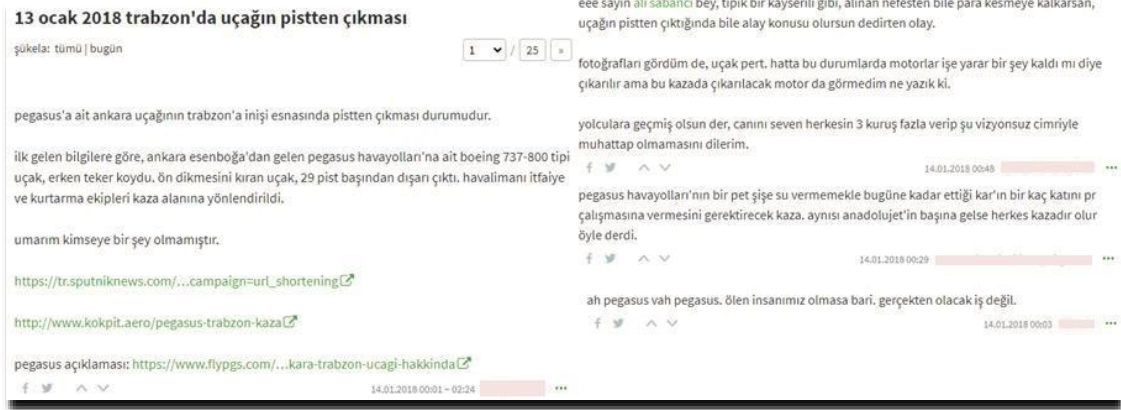 13 ocak 2018 trabzon'da uçağın pistten çıkması
şükela: tümü | bugün
1 / 25 »
pegasus'a ait ankara uçağının trabzon'a inişi esnasında pistten çıkması durumudur.
ilk gelen bilgilere göre, ankara esenboğa'dan gelen pegasus havayolları'na ait boeing 737-800 tipi
uçak, erken teker koydu. ön dikmesini kıran uçak, 29 pist başından dışarı çıktı. havalimanı itfaiye
ve kurtarma ekipleri kaza alanına yönlendirildi.
umarım kimseye bir şey olmamıştır.
https://tr.sputniknews.com/...campaign=url_shortening
http://www.kokpit.aero/pegasus-trabzon-kaza
pegasus açıklaması: https://www.flypgs.com/...kara-trabzon-ucagi-hakkinda
14.01.2018 00:01 ~ 02:24
eee sayın ali sabancı bey, tipik bir kayserili gibi, alınan nefesten bile para kesmeye kalkarsan,
uçağın pistten çıktığında bile alay konusu olursun dedirten olay.
fotoğrafları gördüm de, uçak pert. hatta bu durumlarda motorlar işe yarar bir şey kaldı mı diye
çıkarılır ama bu kazada çıkarılacak motor da görmedim ne yazık ki.
yolculara geçmiş olsun der, canını seven herkesin 3 kuruş fazla verip şu vizyonsuz cimriyle
muhattap olmamasını dilerim.
14.01.2018 00:48
pegasus havayolları'nın bir pet şişe su vermemekle bugüne kadar ettiği kar'ın bir kaç katını pr
çalışmasına vermesini gerektirecek kaza. aynısı anadolujet'in başına gelse herkes kazadır olur
öyle derdi.
14.01.2018 00:29
ah pegasus vah pegasus. ölen insanımız olmasa bari. gerçekten olacak iş değil.
14.01.2018 00:03